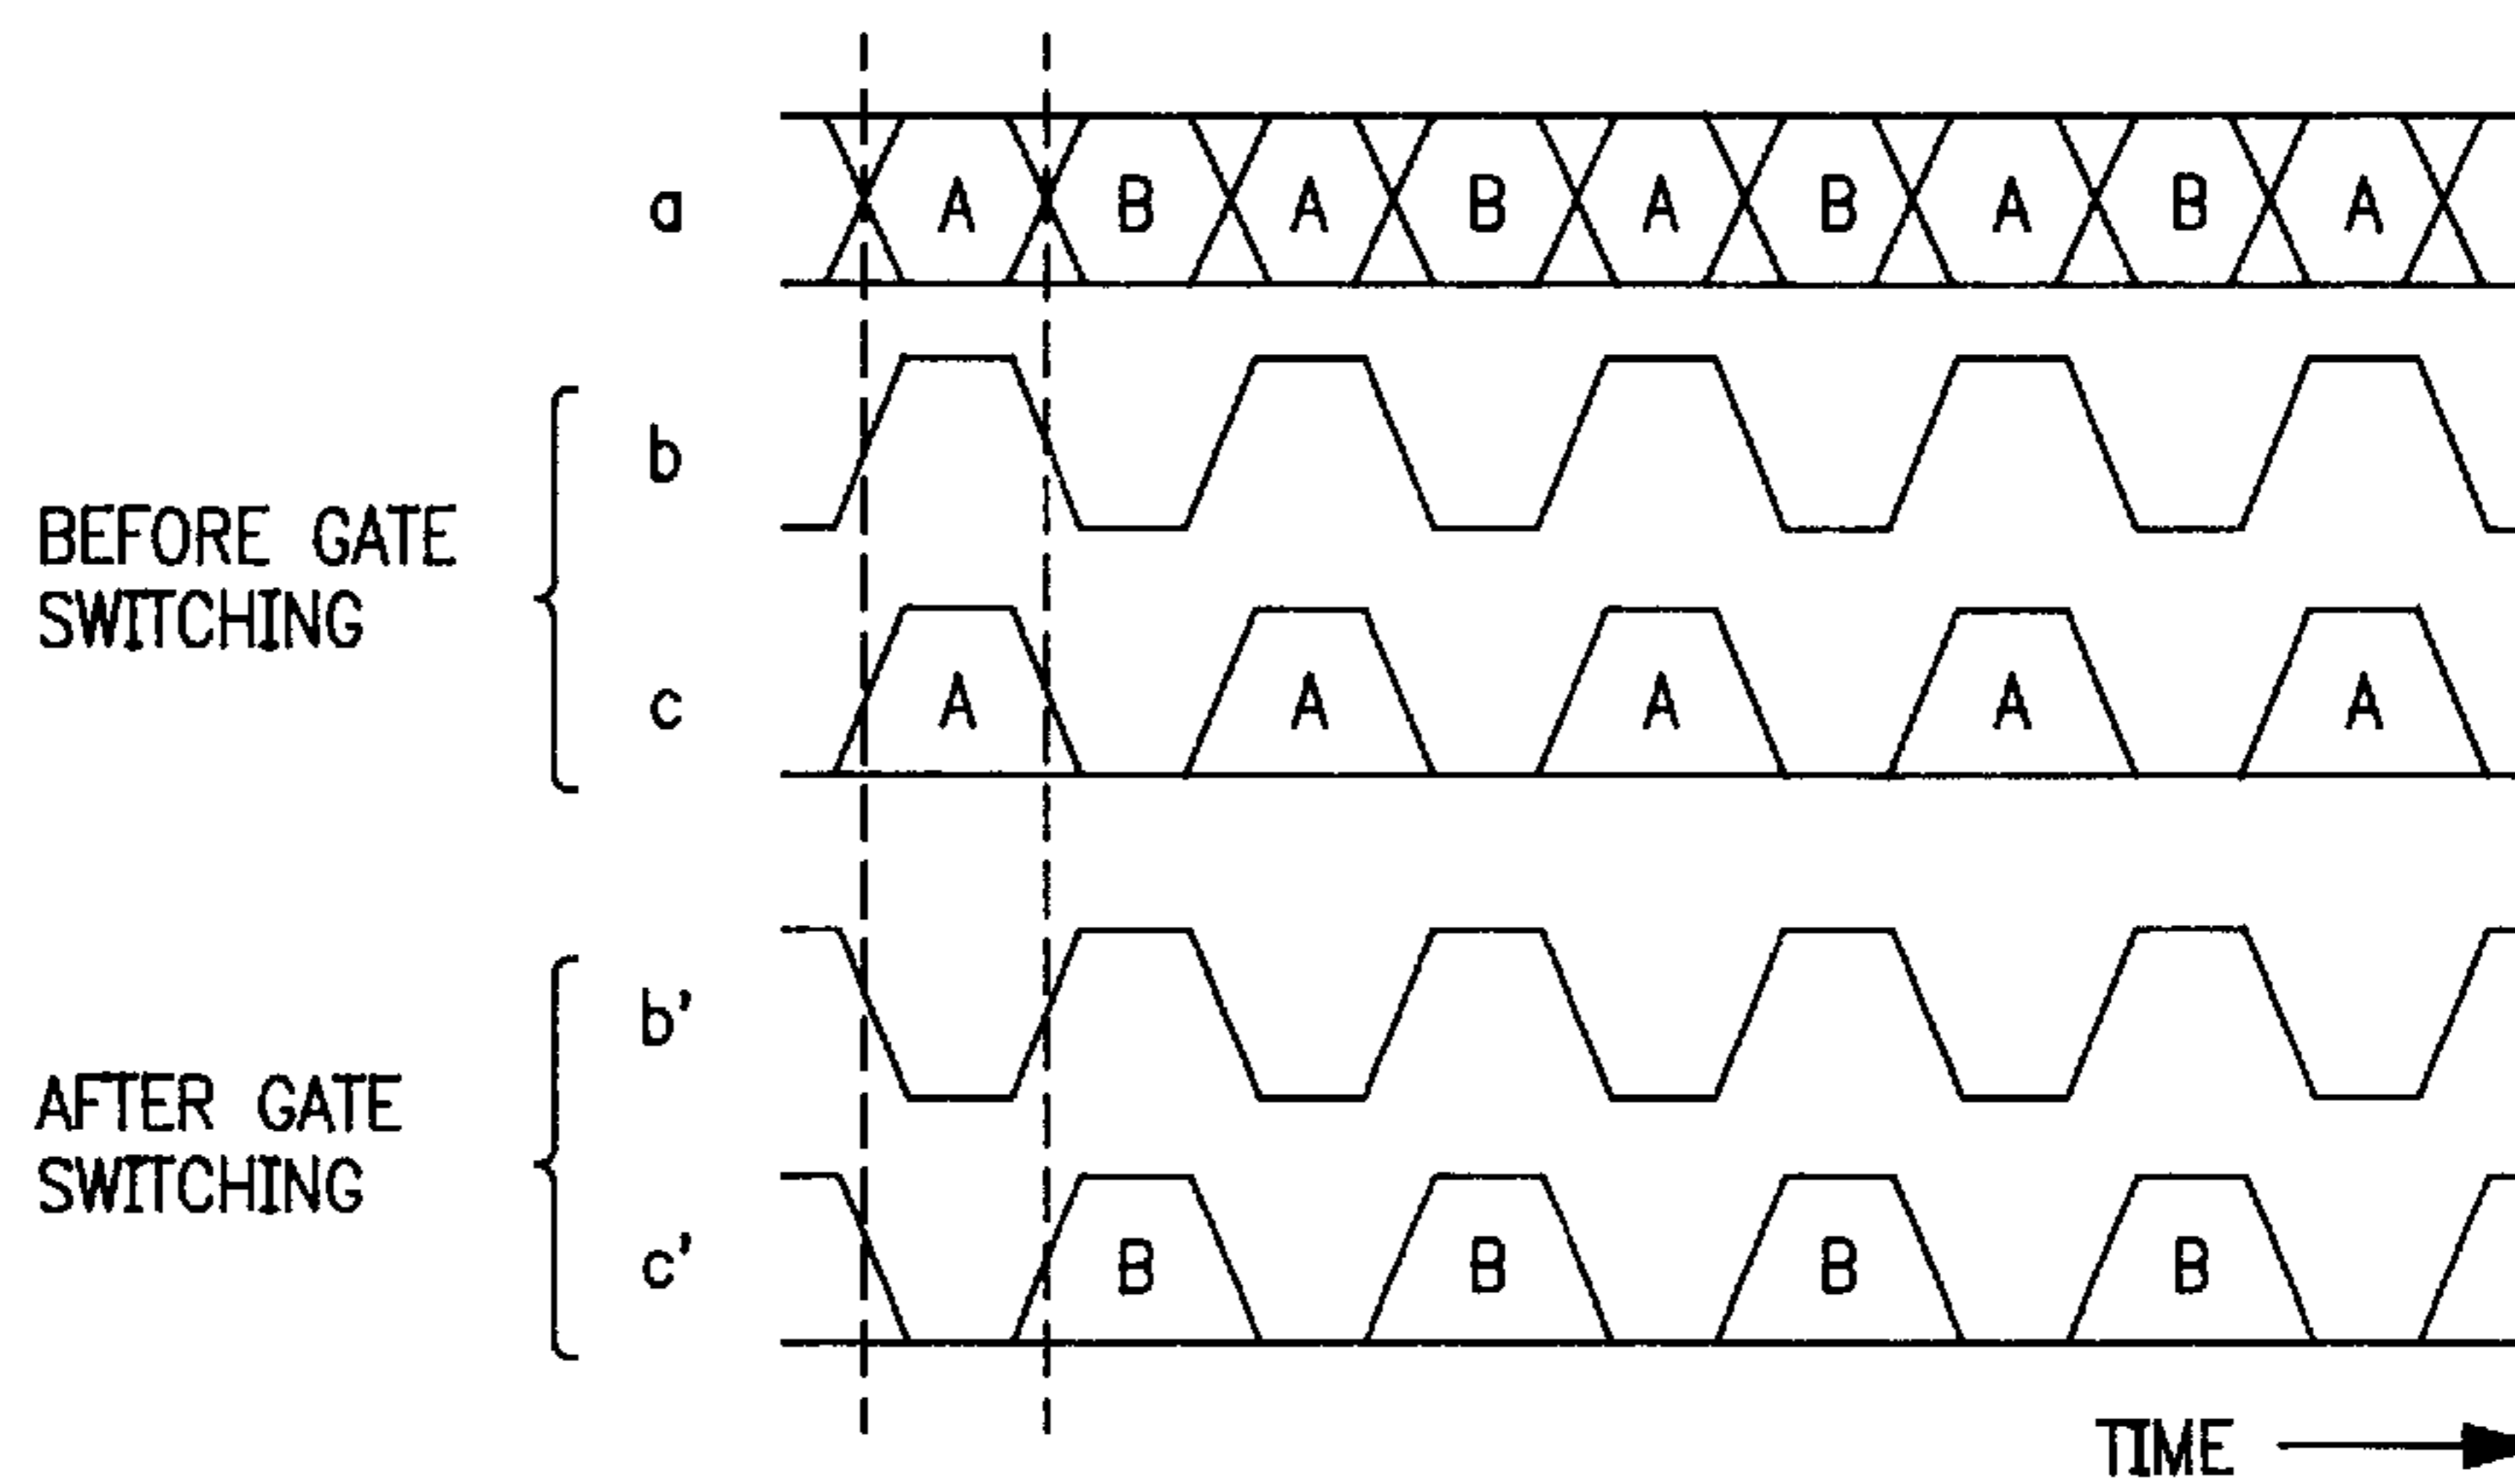 a A B A B A B A B A
b
BEFORE GATE
SWITCHING
c A A A A A
b'
AFTER GATE
SWITCHING
c' B B B B
TIME